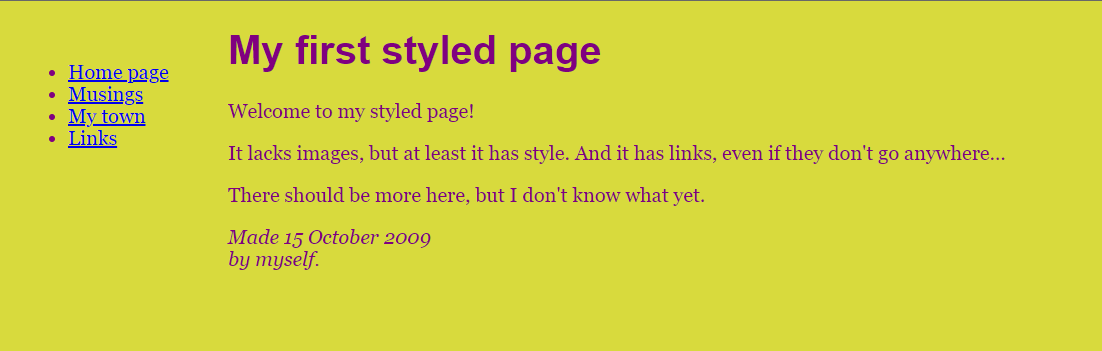 Home page
Musings
My town
Links
My first styled page
Welcome to my styled page!
It lacks images, but at least it has style. And it has links, even if they don't go anywhere…
There should be more here, but I don't know what yet.
Made 15 October 2009
by myself.